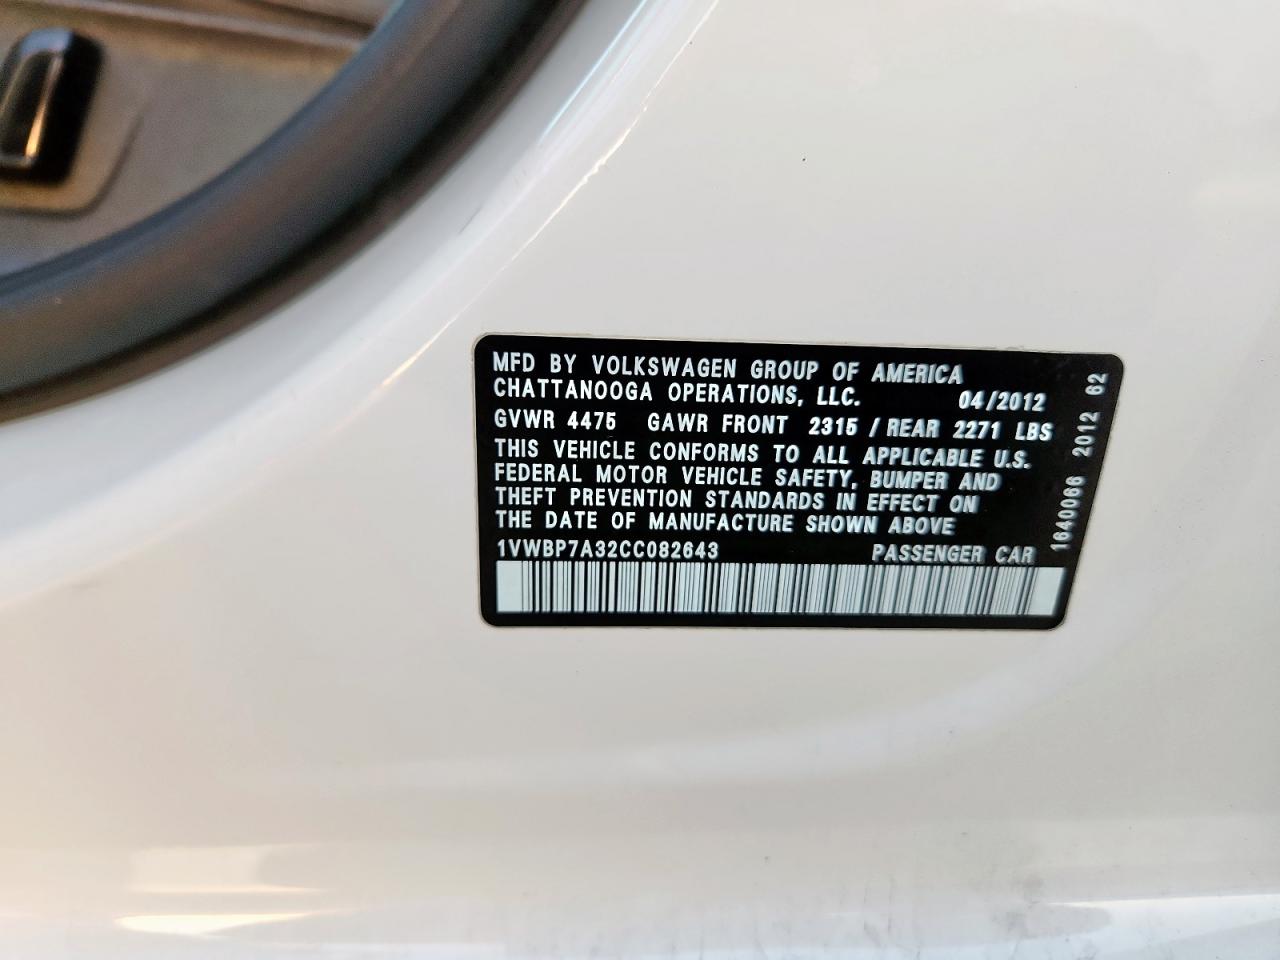 MFD BY VOLKSWAGEN GROUP OF AMERICA
CHATTANOOGA OPERATIONS, LLC. 04/2012
GVWR 4475 GAWR FRONT 2315 / REAR 2271 LBS
THIS VEHICLE CONFORMS TO ALL APPLICABLE U.S.
FEDERAL MOTOR VEHICLE SAFETY, BUMPER AND
THEFT PREVENTION STANDARDS IN EFFECT ON
THE DATE OF MANUFACTURE SHOWN ABOVE
1VWBP7A32CC082643 PASSENGER CAR
1640066 2012 62